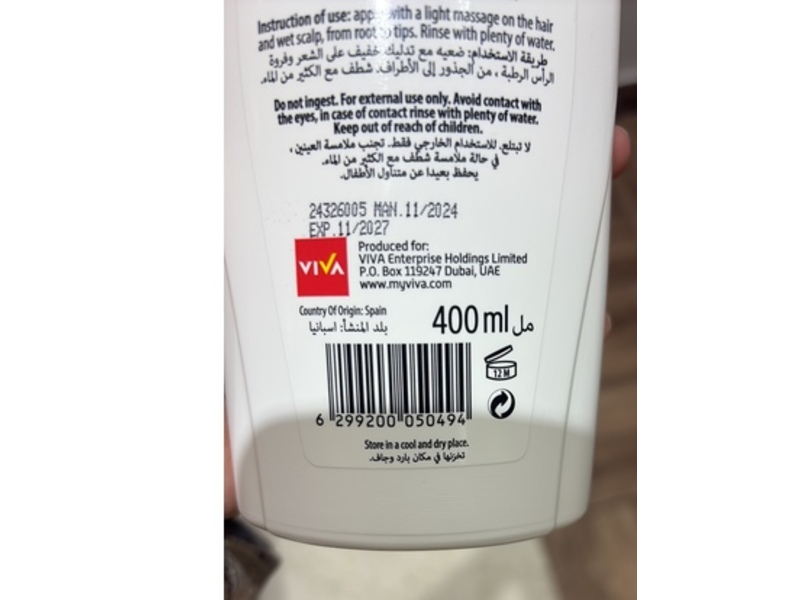 Instruction of use: apply with a light massage on the hair
and wet scalp, from root to tips. Rinse with plenty of water.
طريقة الاستخدام: ضعيه مع تدليك خفيف على الشعر وفروة
الرأس الرطبة ، من الجذور إلى الأطراف. شطف مع الكثير من الماء.
Do not ingest. For external use only. Avoid contact with
the eyes, in case of contact rinse with plenty of water.
Keep out of reach of children.
لا تبتلع. للاستخدام الخارجي فقط. تجنب ملامسة العينين ،
في حالة ملامسة شطف مع الكثير من الماء.
يحفظ بعيدا عن متناول الأطفال.
24326005 MAN.11/2024
EXP.11/2027
VIVA
Produced for:
VIVA Enterprise Holdings Limited
P.O. Box 119247 Dubai, UAE
www.myviva.com
Country Of Origin: Spain
بلد المنشأ: اسبانيا
400 ml مل
12 M
6 299200 050494
Store in a cool and dry place.
تخزنها في مكان بارد وجاف.